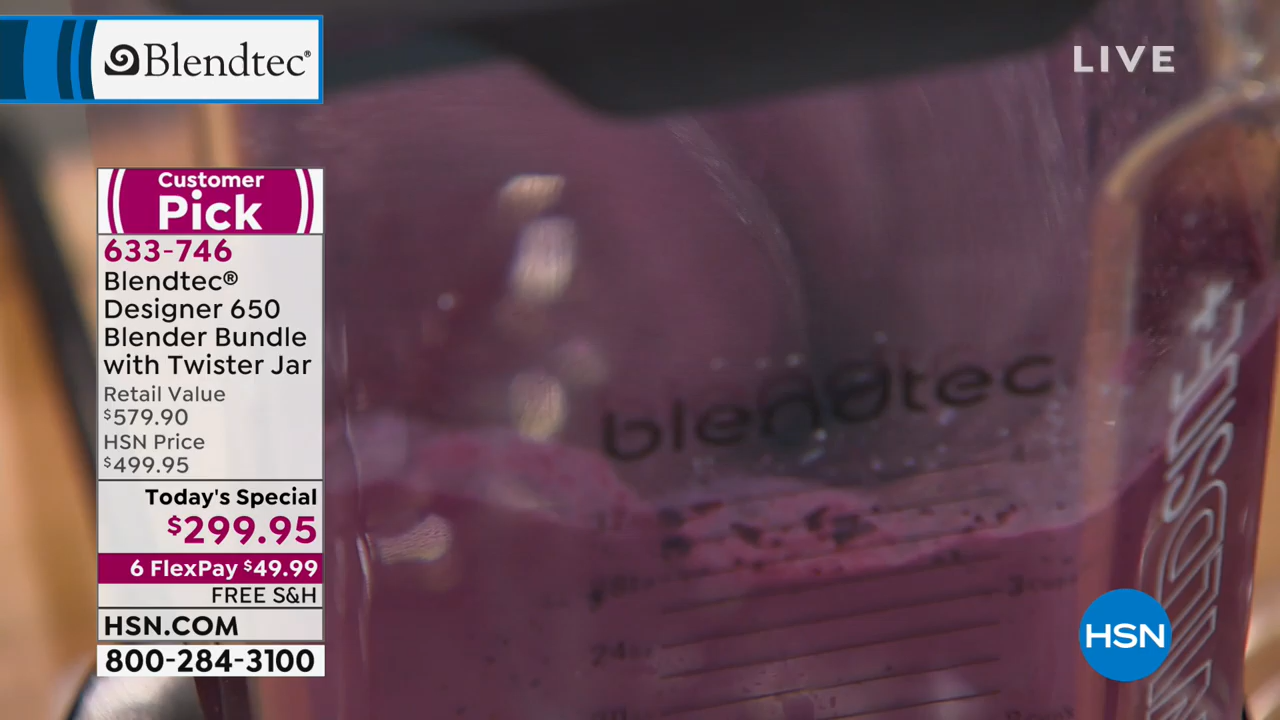 Blendtec®
LIVE
Customer
Pick
633-746
Blendtec®
Designer 650
Blender Bundle
with Twister Jar
Retail Value
$579.90
HSN Price
$499.95
Today's Special
$299.95
6 FlexPay $49.99
FREE S&H
HSN.COM
800-284-3100
blendtec
WILDSIDE+
24
HSN